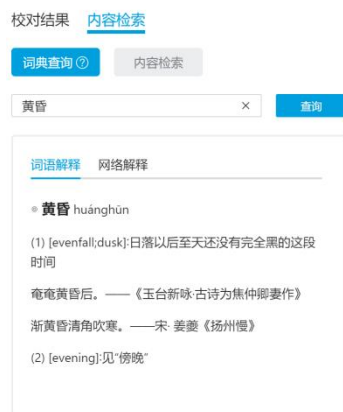 校对结果 内容检索
词典查询? 内容检索
黄昏 × 查询
词语解释 网络解释
黄昏 huánghūn
(1) [evenfall;dusk]:日落以后至天还没有完全黑的这段
时间
奄奄黄昏后。——《玉台新咏·古诗为焦仲卿妻作》
渐黄昏清角吹寒。——宋· 姜夔《扬州慢》
(2) [evening]:见“傍晚”